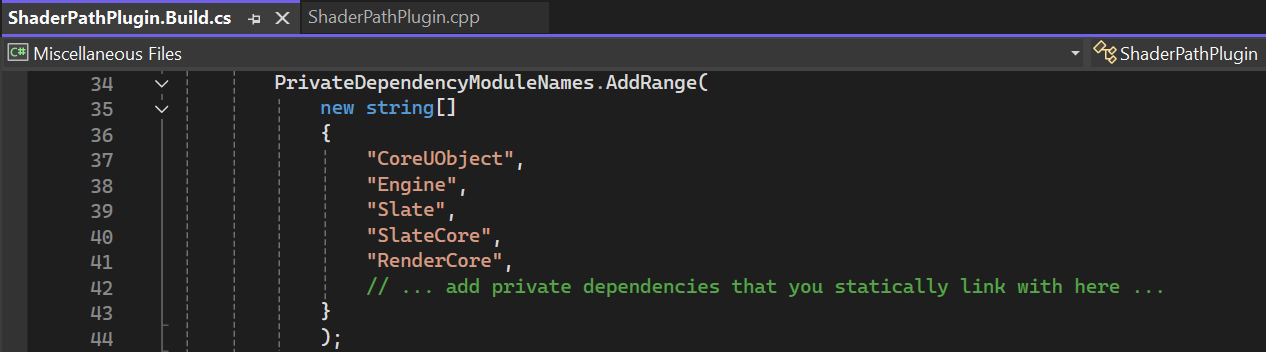 ShaderPathPlugin.Build.cs
ShaderPathPlugin.cpp
C# Miscellaneous Files
ShaderPathPlugin
34 PrivateDependencyModuleNames.AddRange(
35 new string[]
36 {
37 "CoreUObject",
38 "Engine",
39 "Slate",
40 "SlateCore",
41 "RenderCore",
42 // ... add private dependencies that you statically link with here ...
43 }
44 );